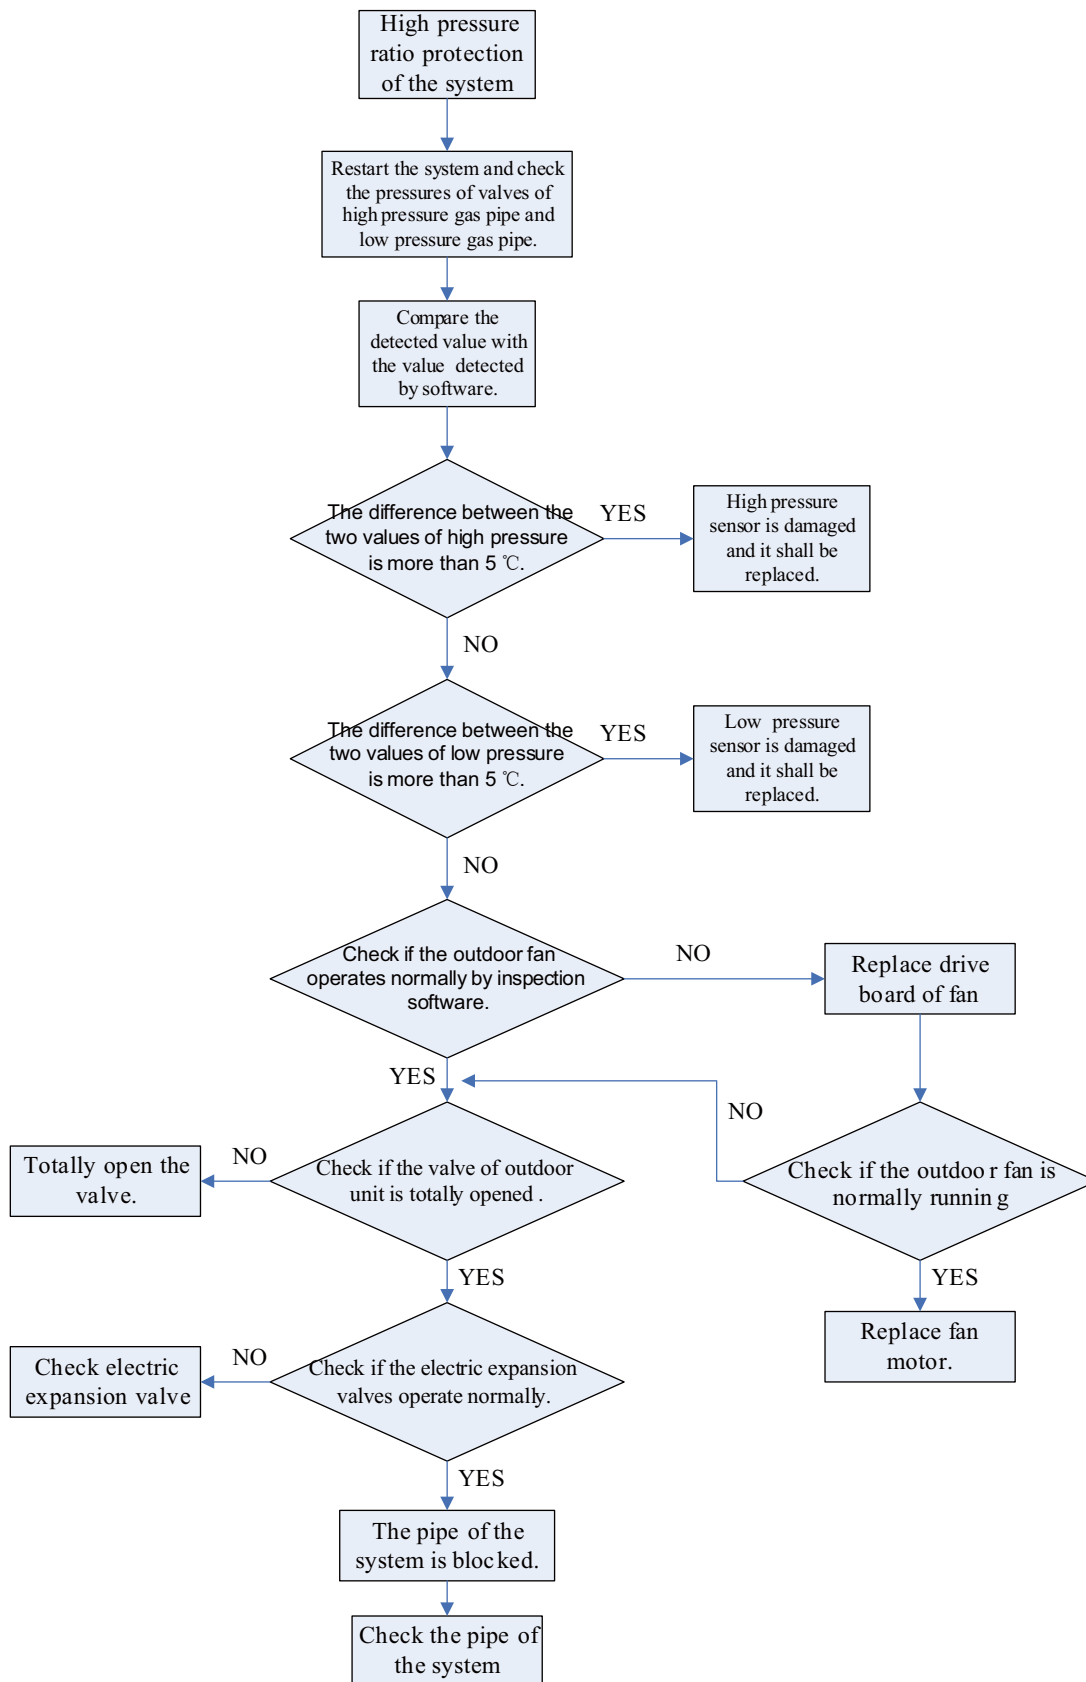 High pressure
ratio protection
of the system
Restart the system and check
the pressures of valves of
high pressure gas pipe and
low pressure gas pipe.
Compare the
detected value with
the value detected
by software.
The difference between the
two values of high pressure
is more than 5 ℃.
YES
High pressure
sensor is damaged
and it shall be
replaced.
NO
The difference between the
two values of low pressure
is more than 5 ℃.
YES
Low pressure
sensor is damaged
and it shall be
replaced.
NO
Check if the outdoor fan
operates normally by inspection
software.
NO
Replace drive
board of fan
YES
NO
Totally open the
valve.
NO
Check if the valve of outdoor
unit is totally opened .
Check if the outdoo r fan is
normally runnin g
YES
YES
Replace fan
motor.
Check electric
expansion valve
NO
Check if the electric expansion
valves operate normally.
YES
The pipe of the
system is blocked.
Check the pipe of
the system